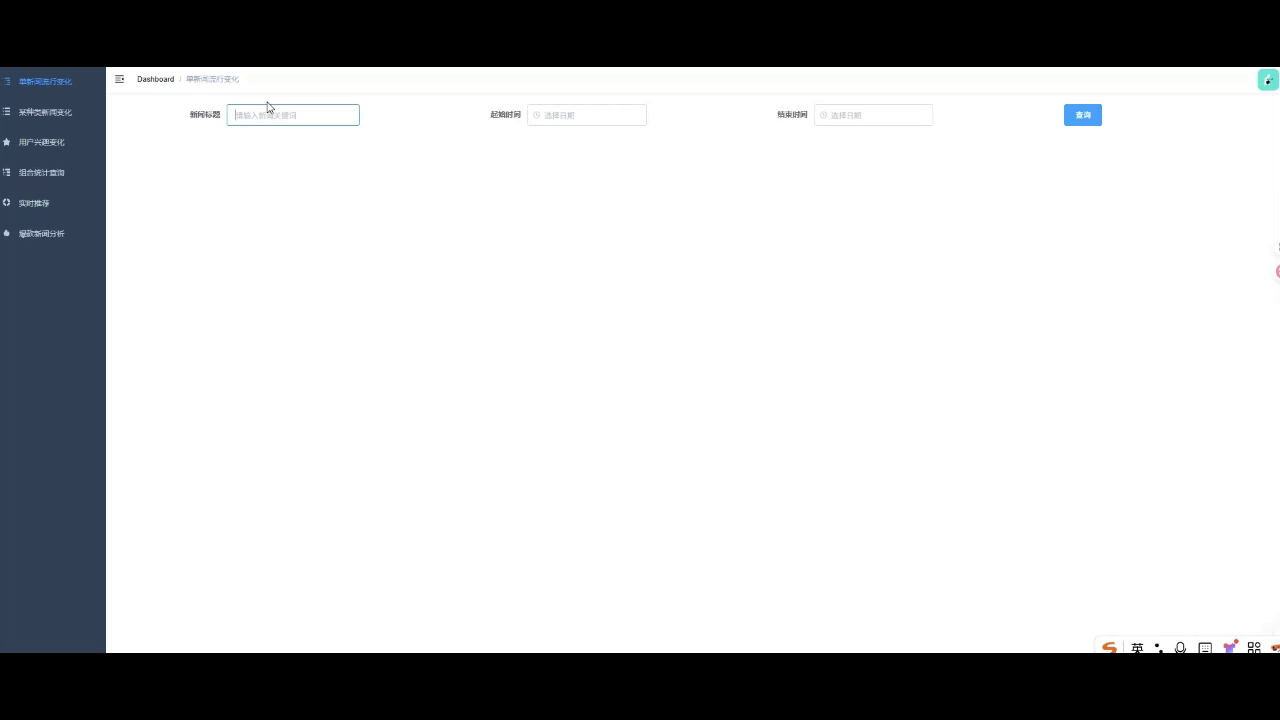 单新闻流行变化
某种类新闻变化
用户兴趣变化
组合统计查询
实时推荐
爆款新闻分析
Dashboard / 单新闻流行变化
新闻标题 请输入新闻关键词 起始时间 选择日期 结束时间 选择日期 查询
英